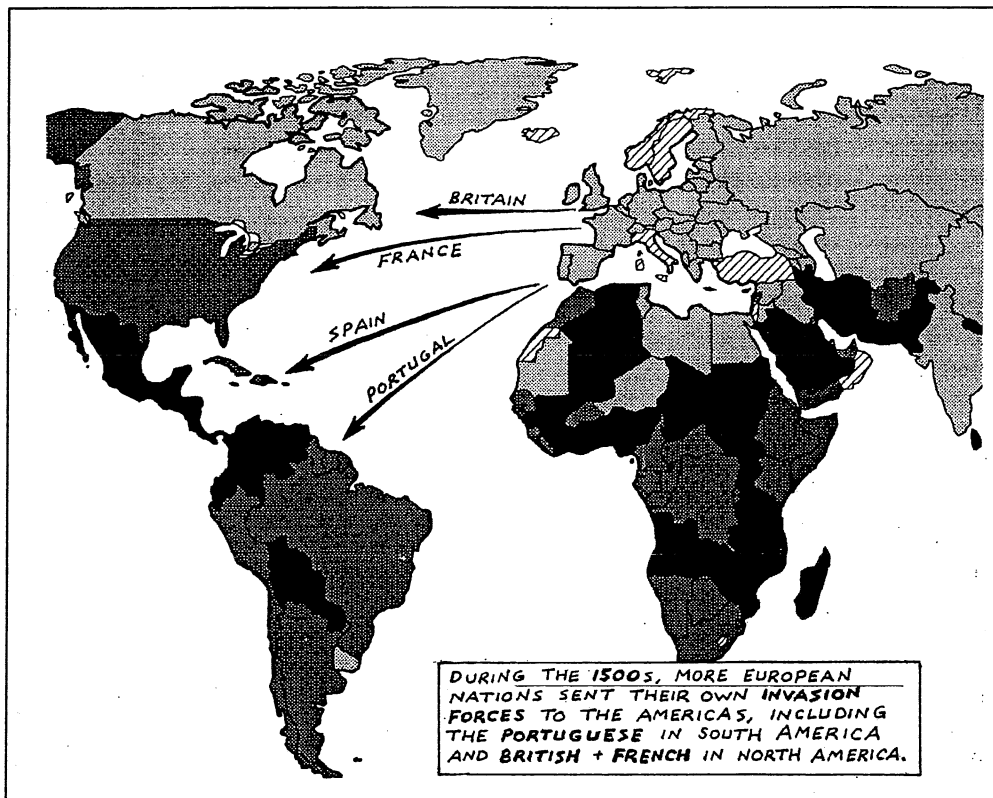 BRITAIN
FRANCE
SPAIN
PORTUGAL
DURING THE 1500s, MORE EUROPEAN
NATIONS SENT THEIR OWN INVASION
FORCES TO THE AMERICAS, INCLUDING
THE PORTUGUESE IN SOUTH AMERICA
AND BRITISH + FRENCH IN NORTH AMERICA.